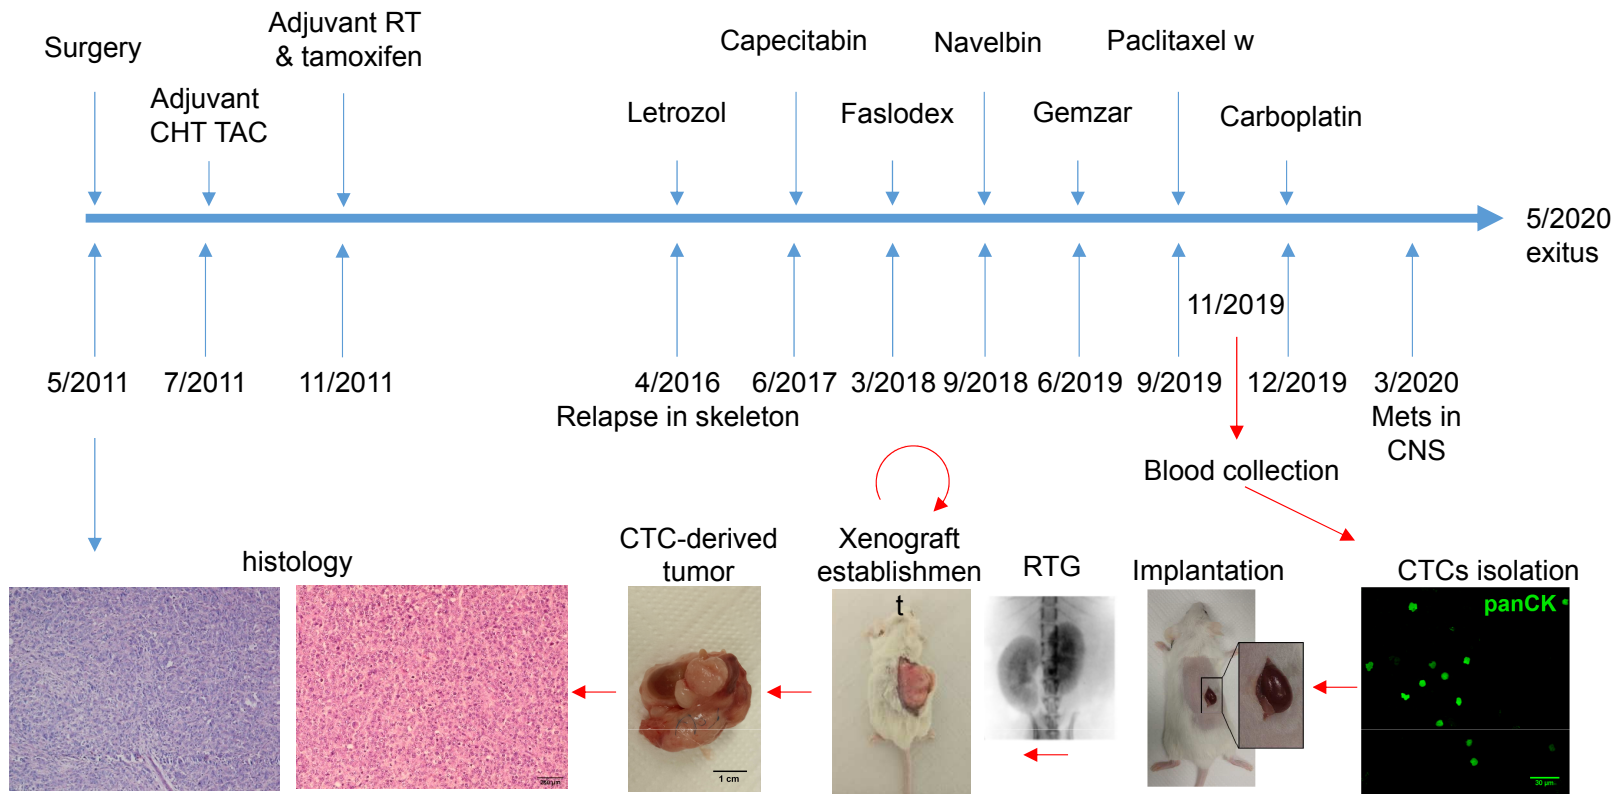 Surgery
Adjuvant
CHT TAC
Adjuvant RT
& tamoxifen
Letrozol
Capecitabin
Faslodex
Navelbin
Gemzar
Paclitaxel w
Carboplatin
5/2020
exitus
11/2019
5/2011
7/2011
11/2011
4/2016
Relapse in skeleton
6/2017
3/2018
9/2018
6/2019
9/2019
12/2019
3/2020
Mets in
CNS
Blood collection
histology
CTC-derived
tumor
Xenograft
establishmen
t
RTG
Implantation
CTCs isolation
panCK
1 cm
30 µm